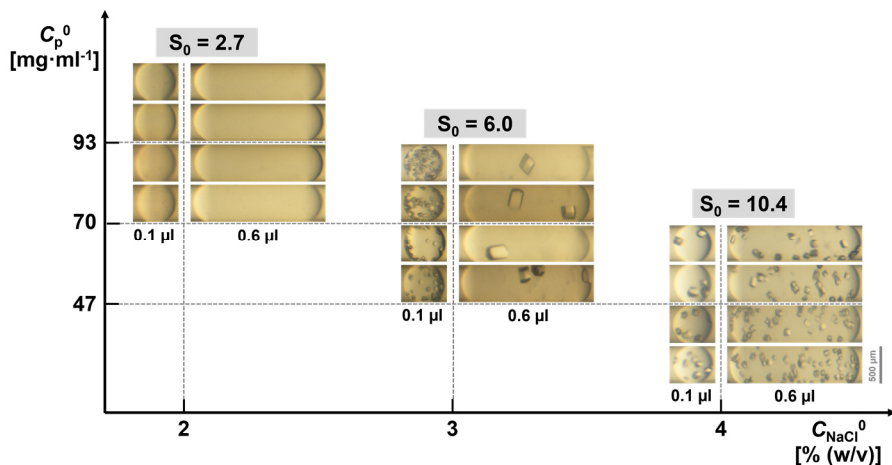 C_p^0
[mg·ml^-1]
S_0 = 2.7
93
S_0 = 6.0
70
0.1 µl
0.6 µl
S_0 = 10.4
47
0.1 µl
0.6 µl
500 µm
0.1 µl
0.6 µl
2
3
4
C_NaCl^0
[% (w/v)]